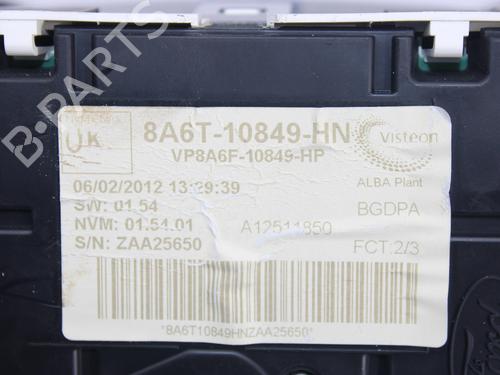 B-PARTS
UK
8A6T-10849-HN
VP8A6F-10849-HP
Visteon
ALBA Plant
06/02/2012 13:29:39
SW: 01.54
NVM: 01.54.01
S/N: ZAA25650
A12511850
BGDPA
FCT:2/3
*8A6T10849HNZAA25650*